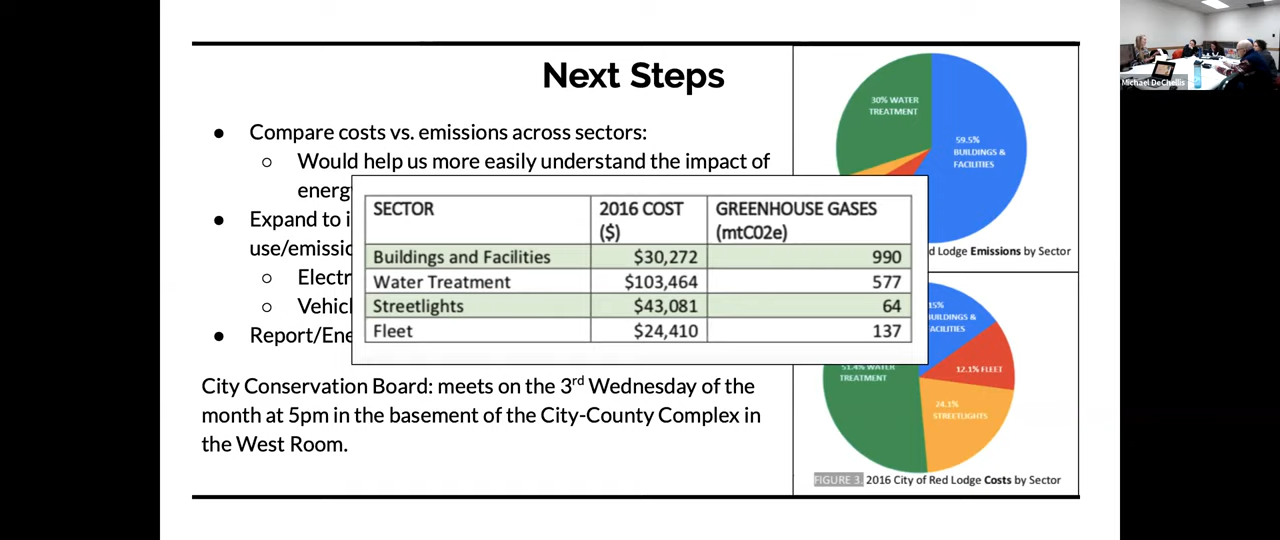 Next Steps
● Compare costs vs. emissions across sectors:
○ Would help us more easily understand the impact of
energ
● Expand to i
use/emissic
○ Electr
○ Vehicl
● Report/Ene
City Conservation Board: meets on the 3rd Wednesday of the
month at 5pm in the basement of the City-County Complex in
the West Room.
SECTOR 2016 COST ($) GREENHOUSE GASES (mtC02e)
Buildings and Facilities $30,272 990
Water Treatment $103,464 577
Streetlights $43,081 64
Fleet $24,410 137
30% WATER
TREATMENT
59.5%
BUILDINGS &
FACILITIES
d Lodge Emissions by Sector
15%
BUILDINGS &
FACILITIES
12.1% FLEET
51.4% WATER
TREATMENT
24.1%
STREETLIGHTS
FIGURE 3. 2016 City of Red Lodge Costs by Sector
Michael DeChellis